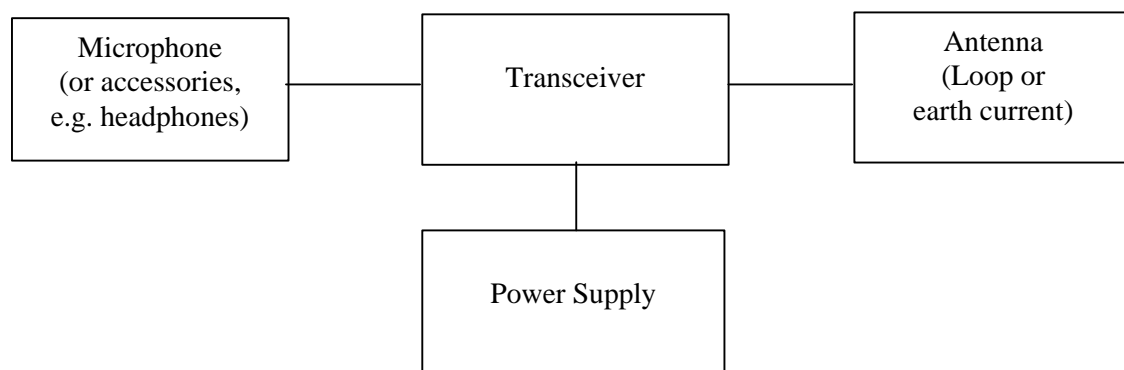 Microphone
(or accessories,
e.g. headphones)
Transceiver
Antenna
(Loop or
earth current)
Power Supply